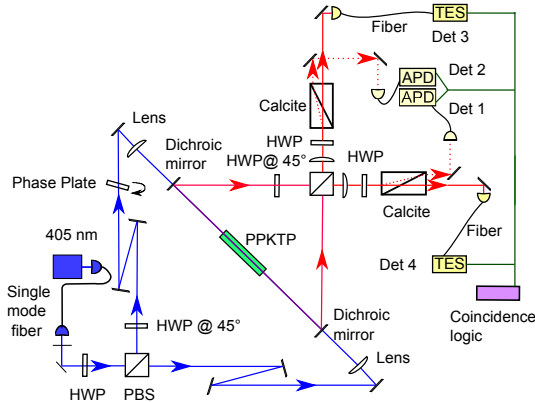 Fiber
TES
Det 3
APD
Det 2
APD
Det 1
Lens
Calcite
Dichroic
mirror
HWP
HWP@ 45°
HWP
Phase Plate
Calcite
Fiber
405 nm
PPKTP
Det 4
TES
Single
mode
fiber
HWP @ 45°
Dichroic
mirror
Coincidence
logic
Lens
HWP
PBS